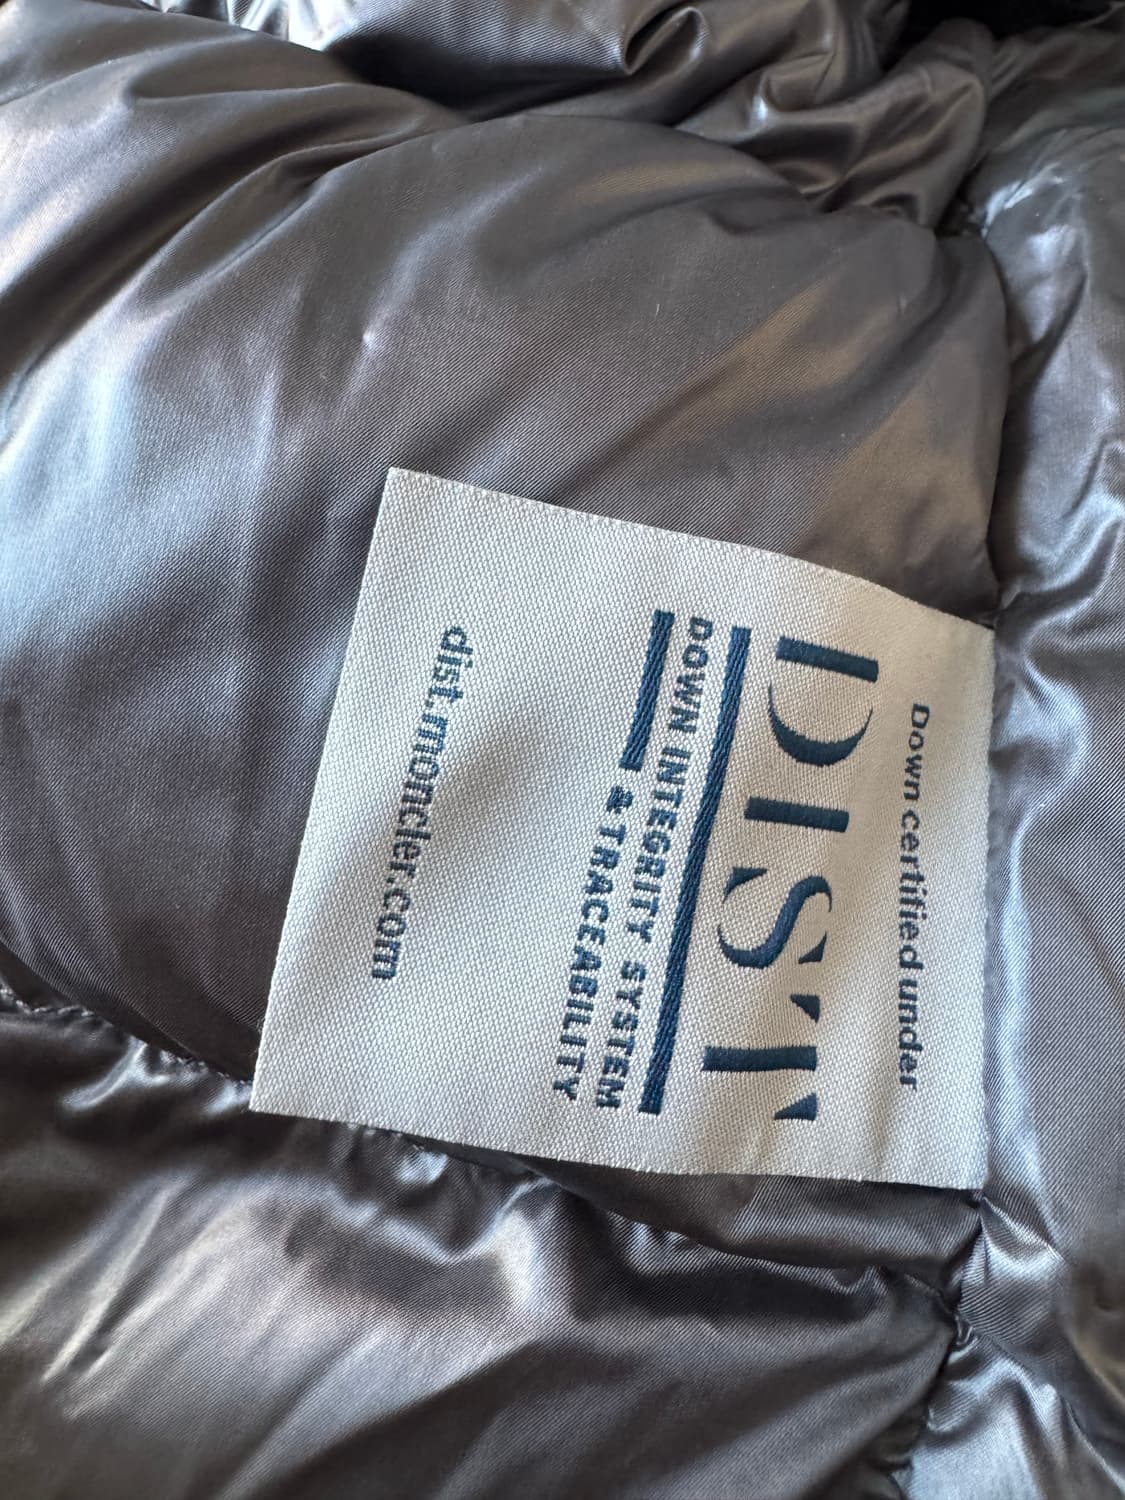 Down certified under
DIST
DOWN INTEGRITY SYSTEM
& TRACEABILITY
dist.moncler.com